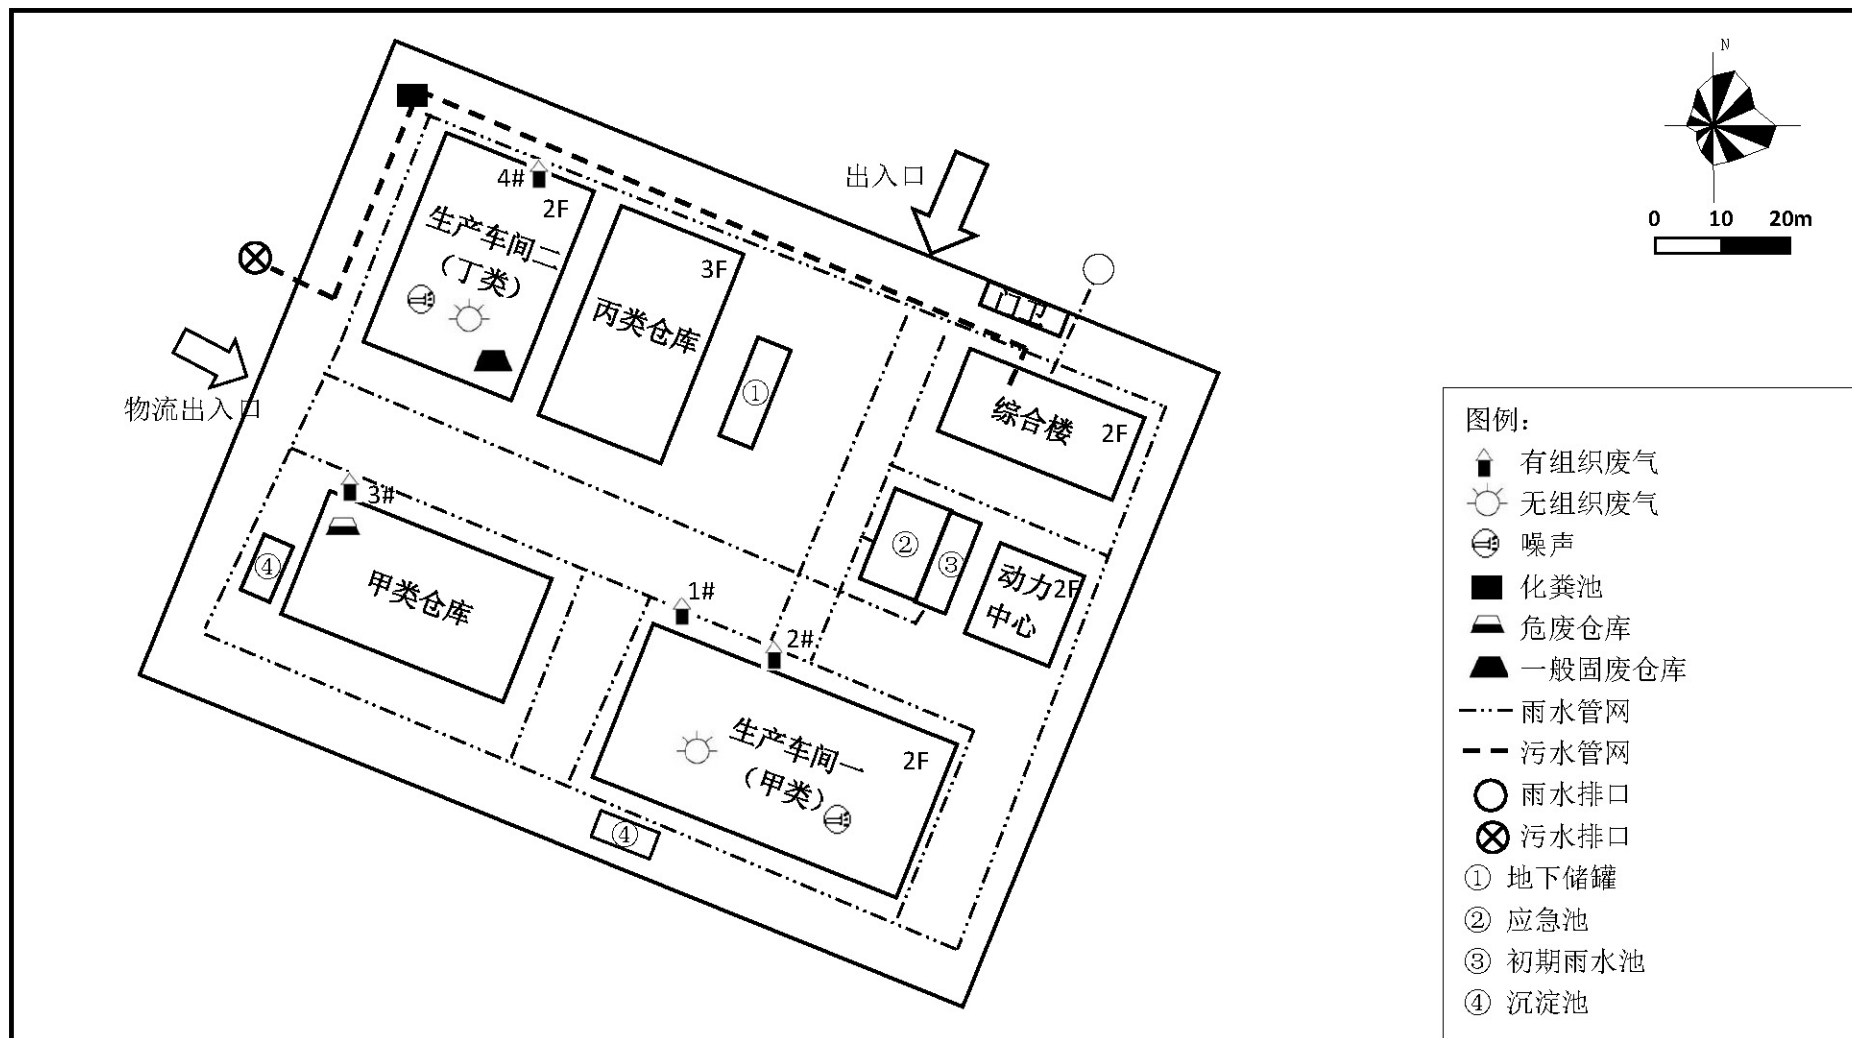 N
0 10 20m
出入口
4#
2F
生产车间二
（丁类）
3F
丙类仓库
门卫
①
物流出入口
综合楼 2F
②
③
动力 2F
中心
3#
④
甲类仓库
1#
2#
生产车间一
（甲类）
2F
④
图例：
有组织废气
无组织废气
噪声
化粪池
危废仓库
一般固废仓库
雨水管网
污水管网
雨水排口
污水排口
① 地下储罐
② 应急池
③ 初期雨水池
④ 沉淀池